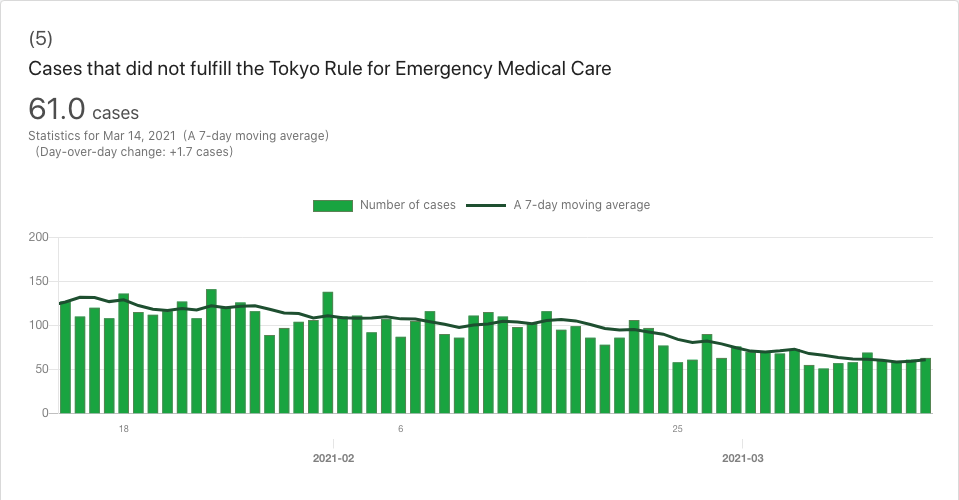 (5)
Cases that did not fulfill the Tokyo Rule for Emergency Medical Care
61.0 cases
Statistics for Mar 14, 2021 (A 7-day moving average)
(Day-over-day change: +1.7 cases)
Number of cases A 7-day moving average
200
150
100
50
0
18 6 25
2021-02 2021-03